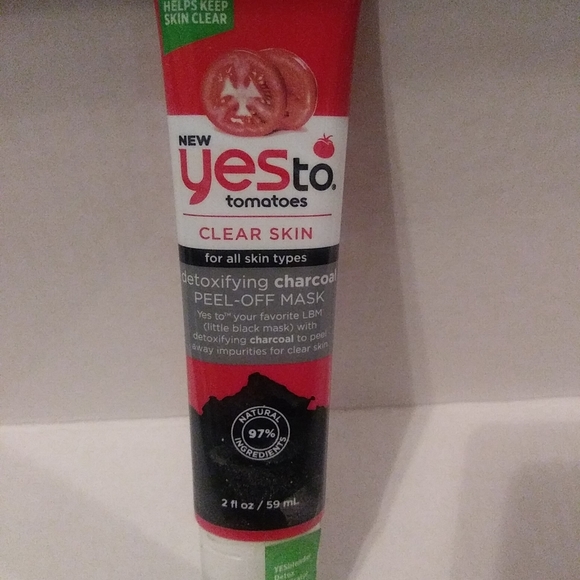 HELPS KEEP
SKIN CLEAR
NEW
yes to.
tomatoes
CLEAR SKIN
for all skin types
detoxifying charcoal
PEEL-OFF MASK
Yes to™ your favorite LBM
(little black mask) with
detoxifying charcoal to peel
away impurities for clear skin
NATURAL
97%
INGREDIENTS
2 fl oz / 59 mL